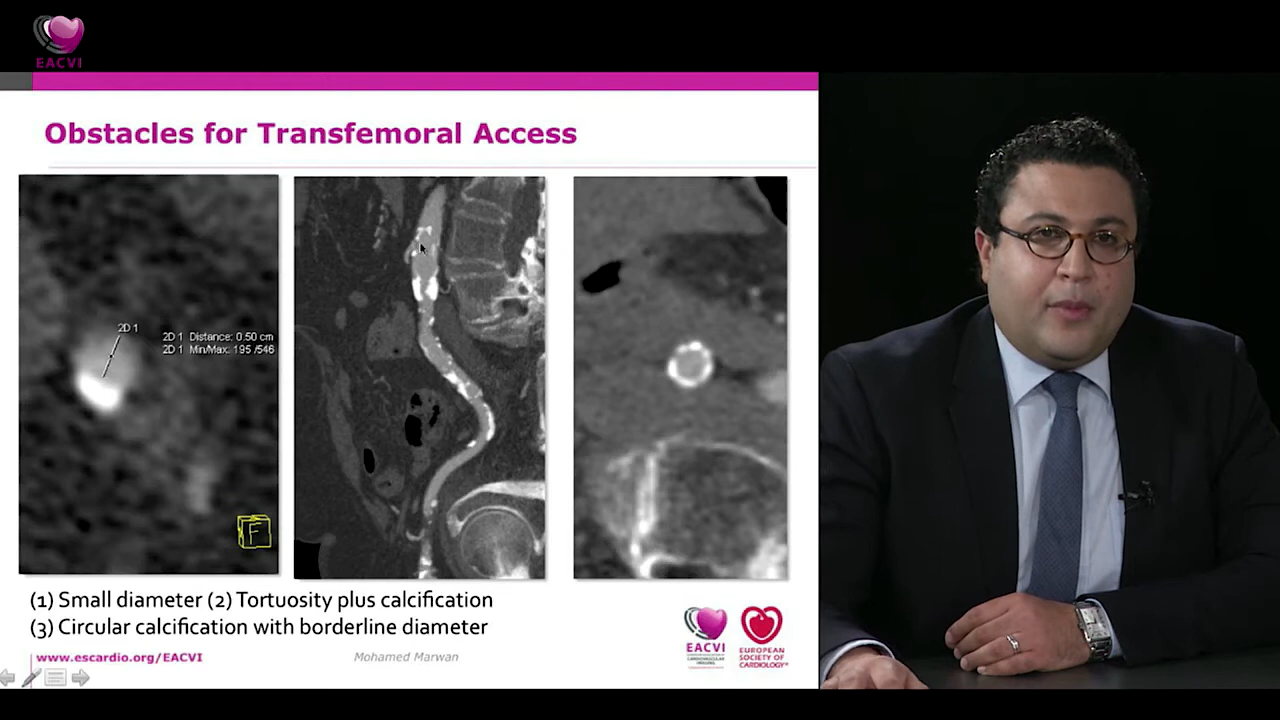 EACVI
Obstacles for Transfemoral Access
2D 1
2D 1 Distance: 0.50 cm
2D 1 Min/Max: 195 /546
F
(1) Small diameter (2) Tortuosity plus calcification
(3) Circular calcification with borderline diameter
www.escardio.org/EACVI
Mohamed Marwan
EACVI
EUROPEAN
SOCIETY OF
CARDIOLOGY®